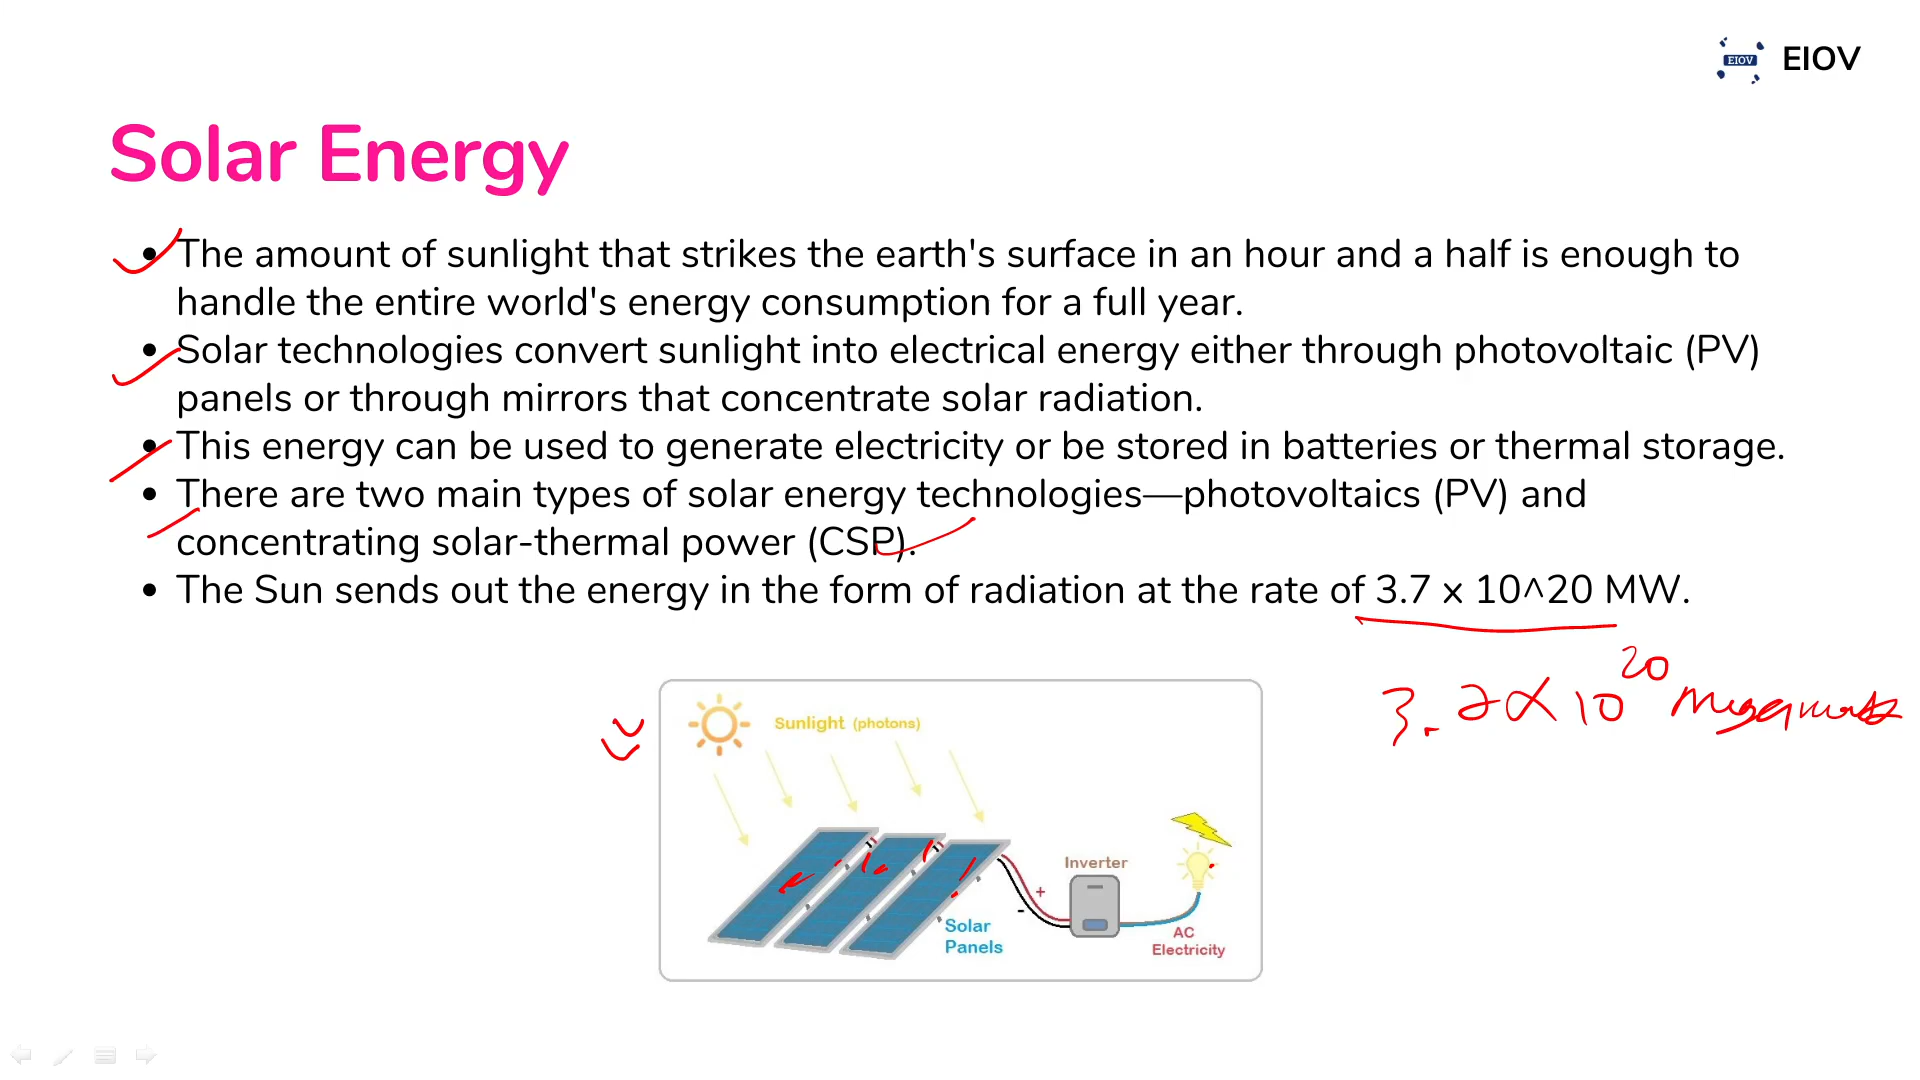 EIOV EIOV
Solar Energy
• The amount of sunlight that strikes the earth's surface in an hour and a half is enough to
handle the entire world's energy consumption for a full year.
• Solar technologies convert sunlight into electrical energy either through photovoltaic (PV)
panels or through mirrors that concentrate solar radiation.
• This energy can be used to generate electricity or be stored in batteries or thermal storage.
• There are two main types of solar energy technologies—photovoltaics (PV) and
concentrating solar-thermal power (CSP).
• The Sun sends out the energy in the form of radiation at the rate of 3.7 x 10^20 MW.
3.7 x 10^20 Megawatt
Sunlight (photons)
Inverter
+
-
Solar
Panels
AC
Electricity